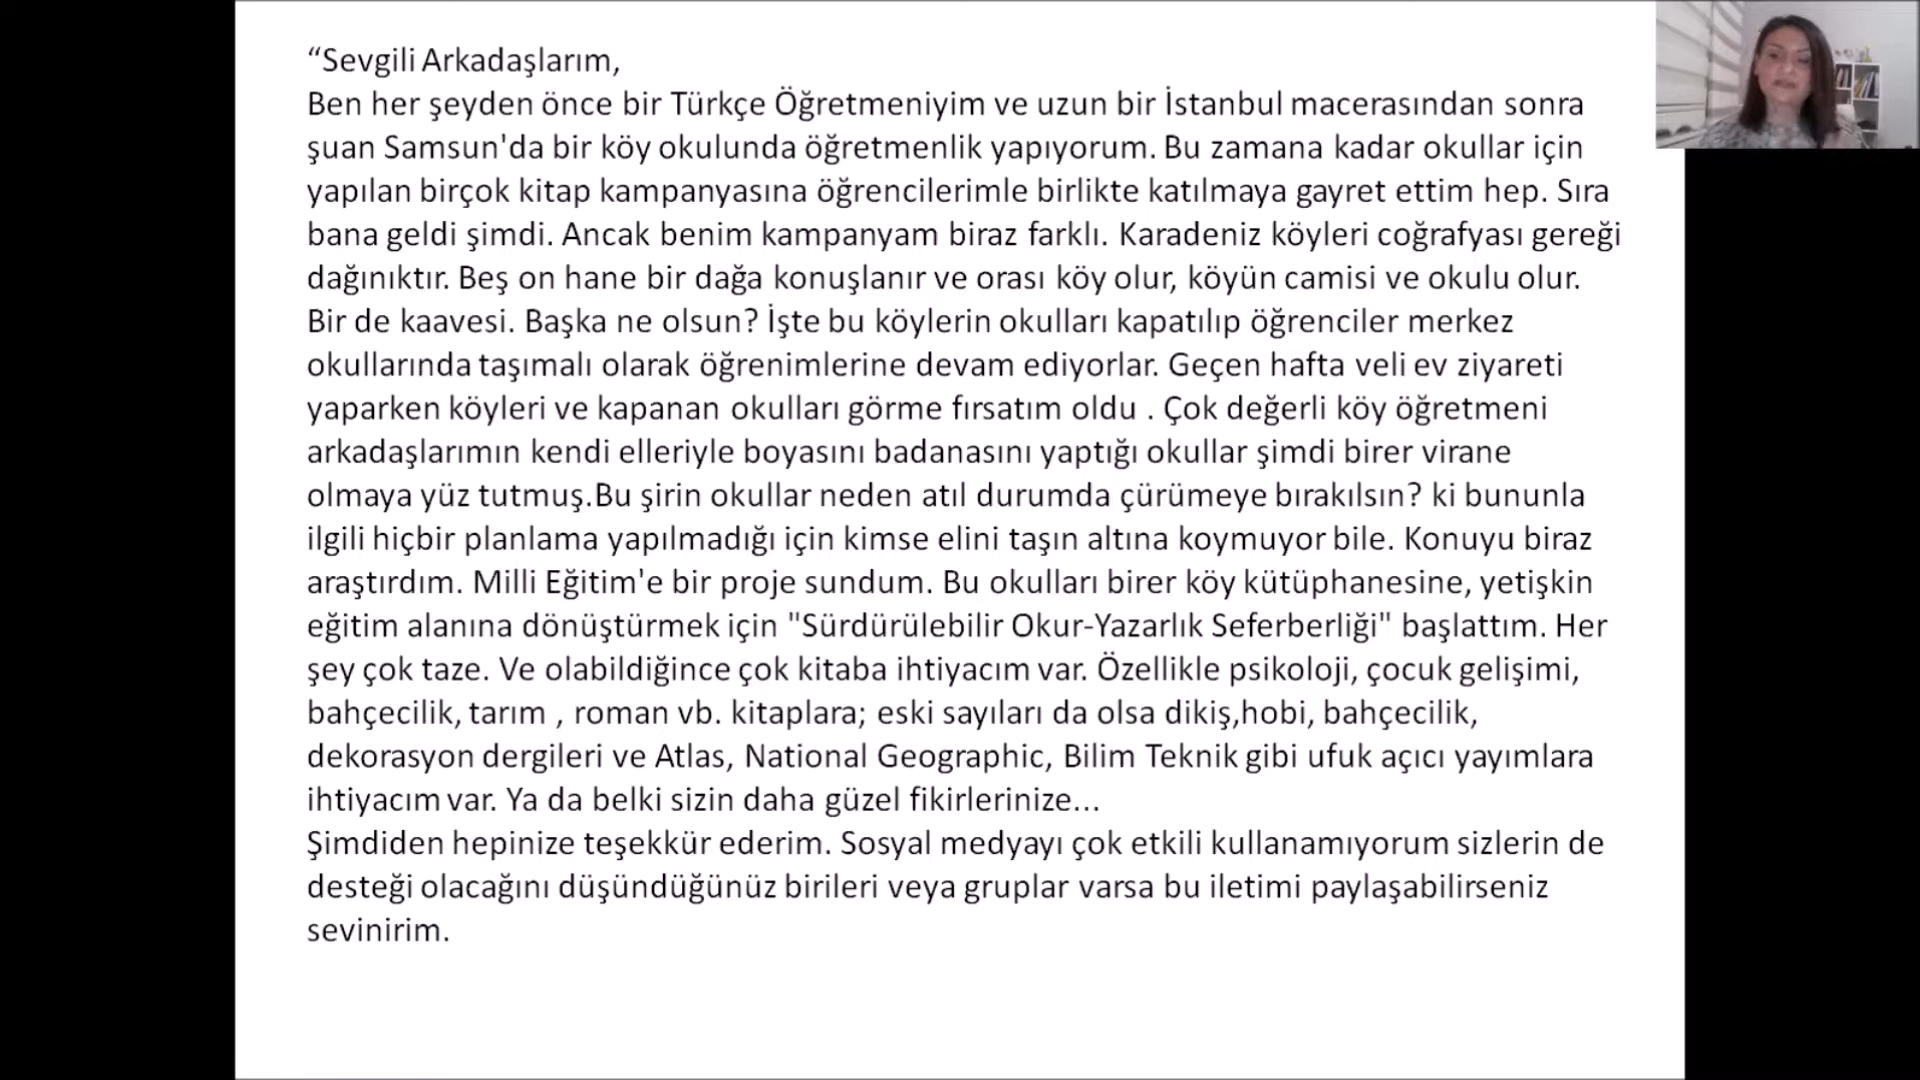 “Sevgili Arkadaşlarım,
Ben her şeyden önce bir Türkçe Öğretmeniyim ve uzun bir İstanbul macerasından sonra
şuan Samsun'da bir köy okulunda öğretmenlik yapıyorum. Bu zamana kadar okullar için
yapılan birçok kitap kampanyasına öğrencilerimle birlikte katılmaya gayret ettim hep. Sıra
bana geldi şimdi. Ancak benim kampanyam biraz farklı. Karadeniz köyleri coğrafyası gereği
dağınıktır. Beş on hane bir dağa konuşlanır ve orası köy olur, köyün camisi ve okulu olur.
Bir de kaavesi. Başka ne olsun? İşte bu köylerin okulları kapatılıp öğrenciler merkez
okullarında taşımalı olarak öğrenimlerine devam ediyorlar. Geçen hafta veli ev ziyareti
yaparken köyleri ve kapanan okulları görme fırsatım oldu . Çok değerli köy öğretmeni
arkadaşlarımın kendi elleriyle boyasını badanasını yaptığı okullar şimdi birer virane
olmaya yüz tutmuş.Bu şirin okullar neden atıl durumda çürümeye bırakılsın? ki bununla
ilgili hiçbir planlama yapılmadığı için kimse elini taşın altına koymuyor bile. Konuyu biraz
araştırdım. Milli Eğitim'e bir proje sundum. Bu okulları birer köy kütüphanesine, yetişkin
eğitim alanına dönüştürmek için "Sürdürülebilir Okur-Yazarlık Seferberliği" başlattım. Her
şey çok taze. Ve olabildiğince çok kitaba ihtiyacım var. Özellikle psikoloji, çocuk gelişimi,
bahçecilik, tarım , roman vb. kitaplara; eski sayıları da olsa dikiş,hobi, bahçecilik,
dekorasyon dergileri ve Atlas, National Geographic, Bilim Teknik gibi ufuk açıcı yayımlara
ihtiyacım var. Ya da belki sizin daha güzel fikirlerinize...
Şimdiden hepinize teşekkür ederim. Sosyal medyayı çok etkili kullanamıyorum sizlerin de
desteği olacağını düşündüğünüz birileri veya gruplar varsa bu iletimi paylaşabilirseniz
sevinirim.